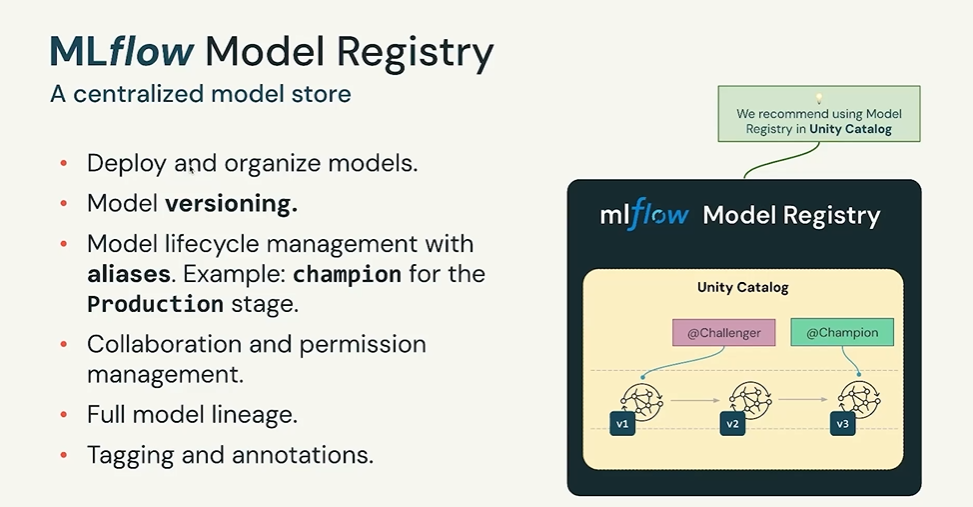 MLflow Model Registry
A centralized model store
• Deploy and organize models.
• Model versioning.
• Model lifecycle management with
aliases. Example: champion for the
Production stage.
• Collaboration and permission
management.
• Full model lineage.
• Tagging and annotations.
We recommend using Model
Registry in Unity Catalog
mlflow Model Registry
Unity Catalog
@Challenger
@Champion
v1
v2
v3